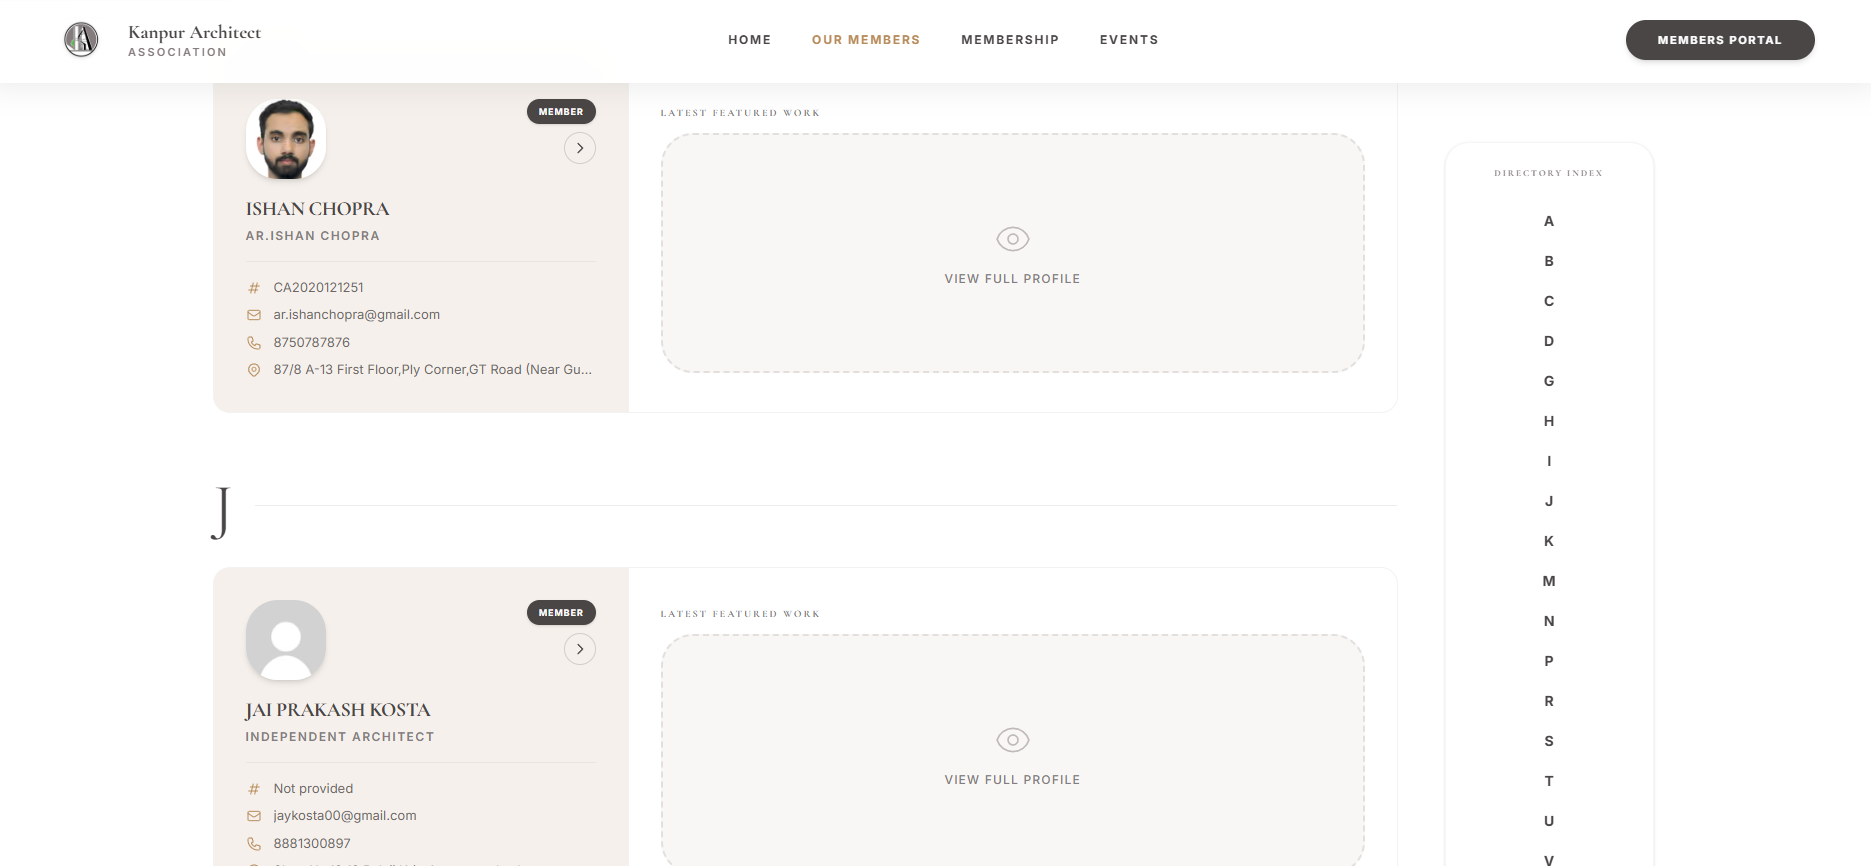 Kanpur Architect
ASSOCIATION
HOME
OUR MEMBERS
MEMBERSHIP
EVENTS
MEMBERS PORTAL
MEMBER
ISHAN CHOPRA
AR.ISHAN CHOPRA
CA2020121251
ar.ishanchopra@gmail.com
8750787876
87/8 A-13 First Floor,Ply Corner,GT Road (Near Gu...
LATEST FEATURED WORK
VIEW FULL PROFILE
J
MEMBER
JAI PRAKASH KOSTA
INDEPENDENT ARCHITECT
Not provided
jaykosta00@gmail.com
8881300897
LATEST FEATURED WORK
VIEW FULL PROFILE
DIRECTORY INDEX
A
B
C
D
G
H
I
J
K
M
N
P
R
S
T
U
V